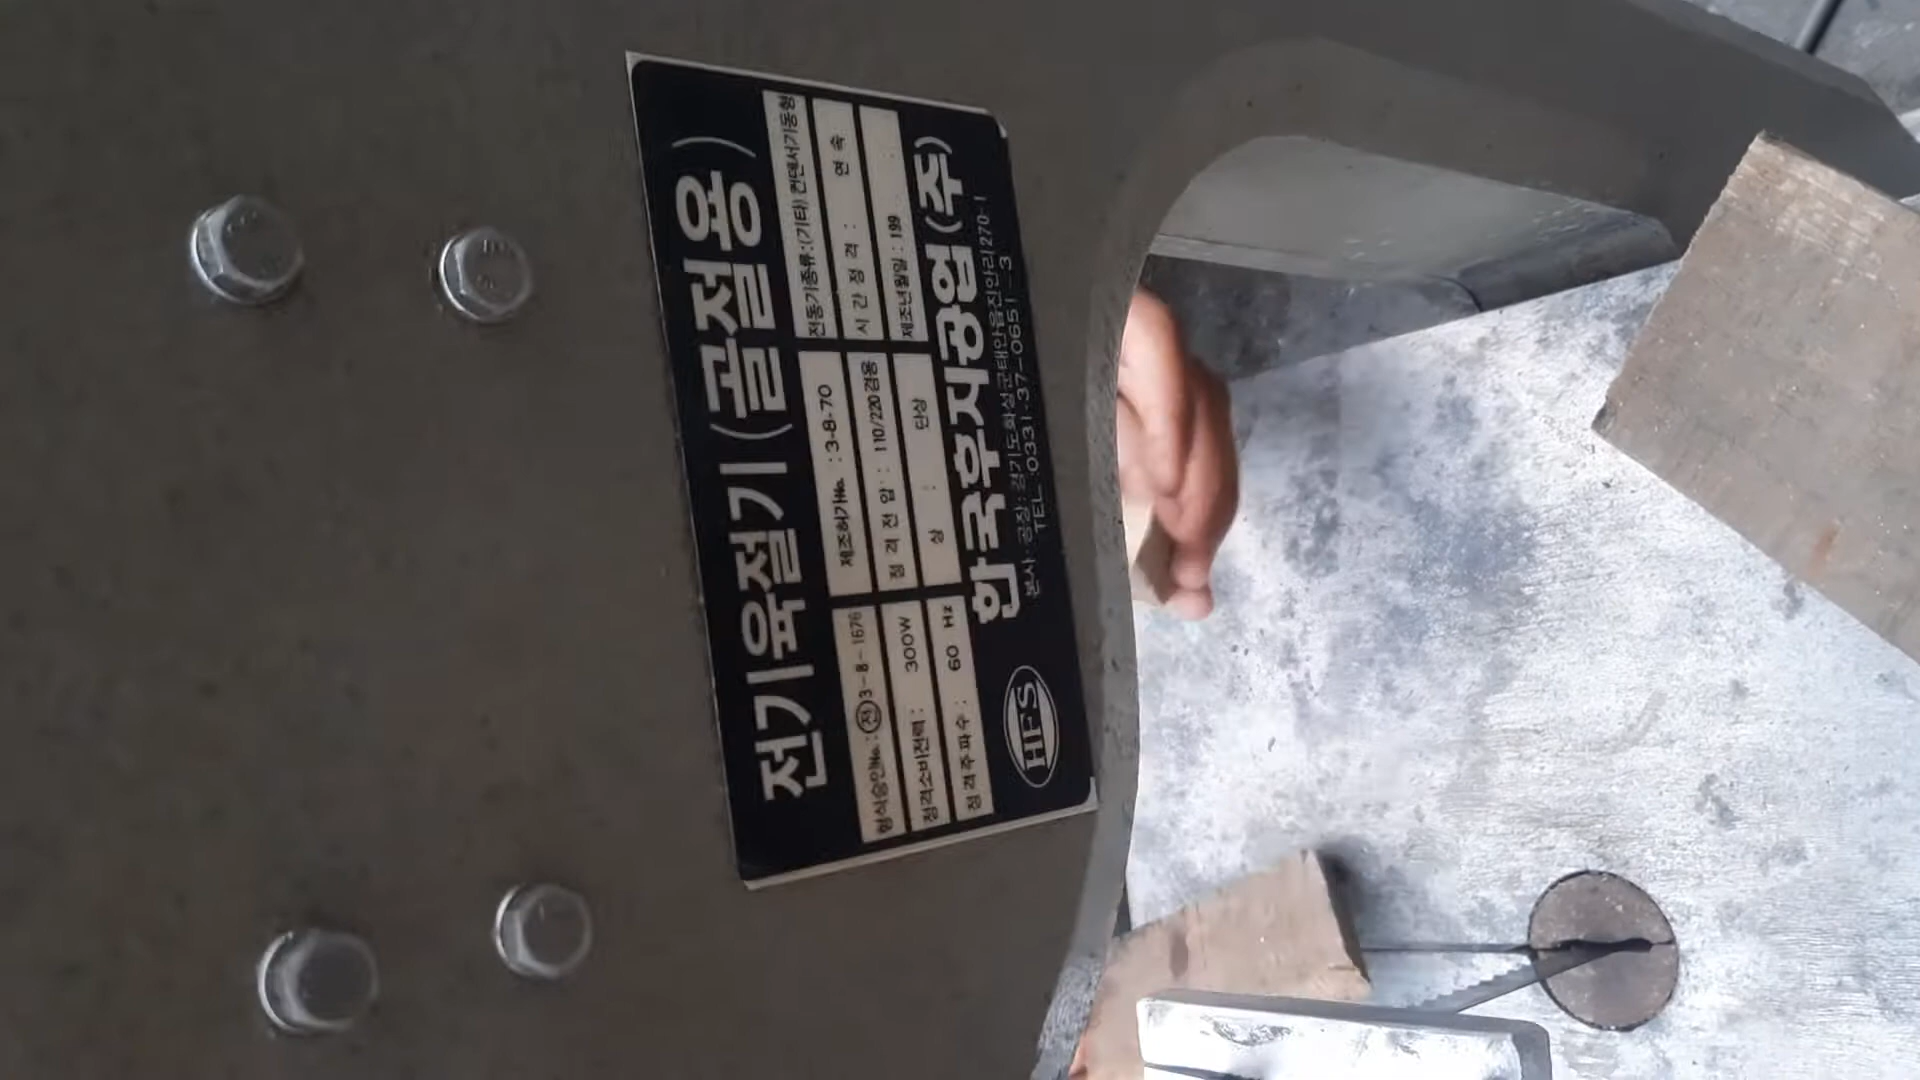 전기육절기 (골절용)
형식승인No. : 전 3-8-1676
제조허가No. : 3-8-70
전동기종류 : (기타) 컨덴서기동형
정격소비전력 : 300W
정격전압 : 110/220겸용
시간정격 : 연속
정격주파수 : 60 Hz
상 : 단상
제조년월일 : 199 .
HFS 한국후지공업(주)
본사·공장 : 경기도화성군태안읍진안리270-1
TEL : 0331-37-0651~3